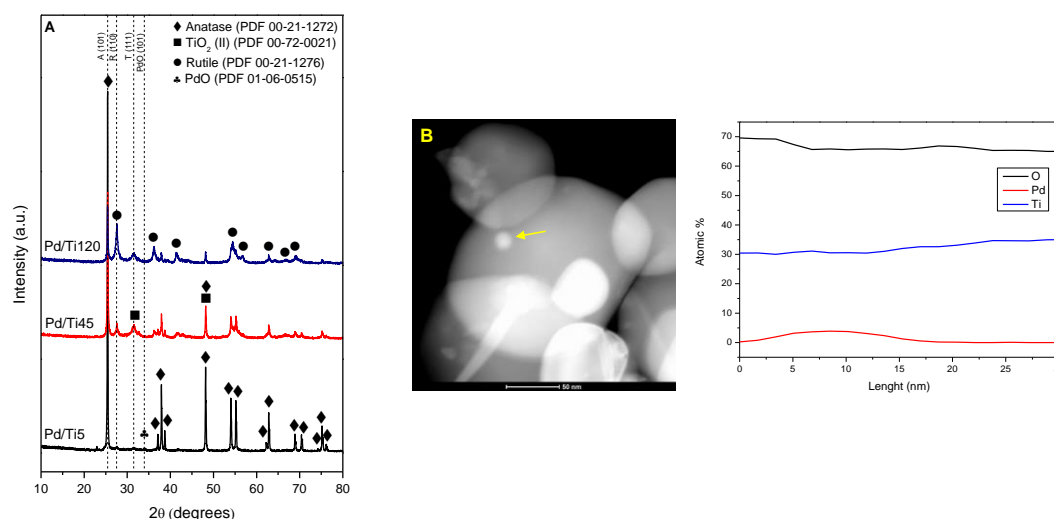 A
Anatase (PDF 00-21-1272)
TiO2 (II) (PDF 00-72-0021)
Rutile (PDF 00-21-1276)
PdO (PDF 01-06-0515)
A (101)
R (110)
T (111)
PdO (101)
Pd/Ti120
Pd/Ti45
Pd/Ti5
Intensity (a.u.)
10 20 30 40 50 60 70 80
2θ (degrees)
B
50 nm
70
60
50
40
30
20
10
0
Atomic %
O
Pd
Ti
0 5 10 15 20 25
Lenght (nm)